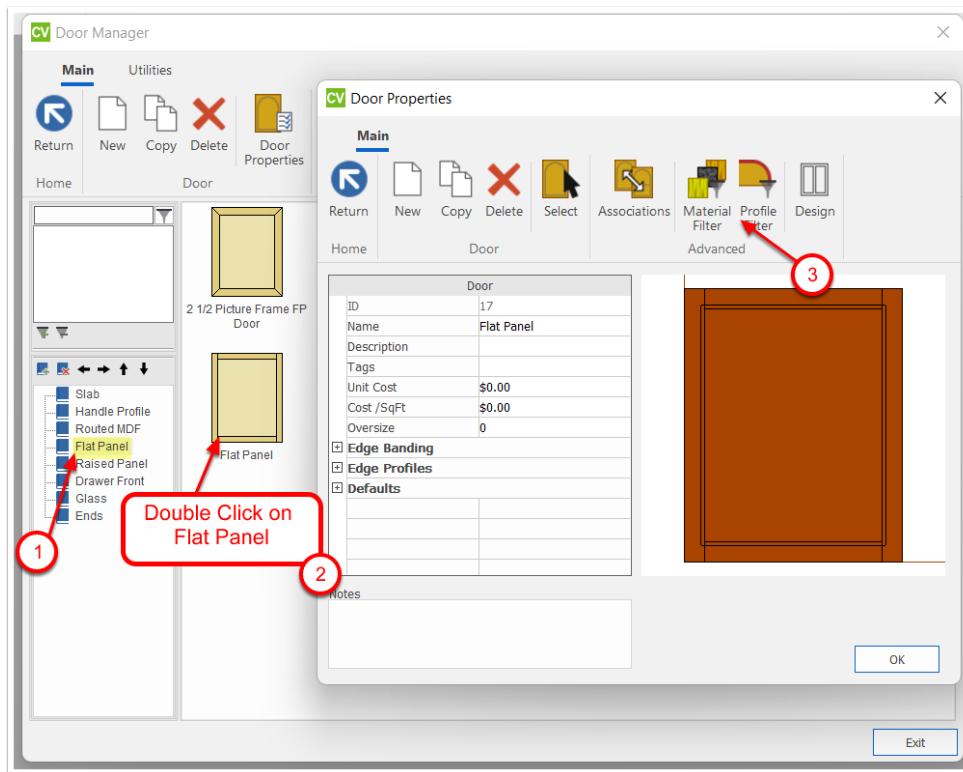 CV Door Manager
Main Utilities
Return New Copy Delete Door Properties
Home Door
2 1/2 Picture Frame FP
Door
Flat Panel
Slab
Handle Profile
Routed MDF
Flat Panel
Raised Panel
Drawer Front
Glass
Ends
1
Double Click on
Flat Panel
2
CV Door Properties
Main
Return New Copy Delete Select Associations Material Filter Profile Filter Design
Home Door Advanced
3
Door
ID 17
Name Flat Panel
Description
Tags
Unit Cost $0.00
Cost /SqFt $0.00
Oversize 0
Edge Banding
Edge Profiles
Defaults
Notes
OK
Exit